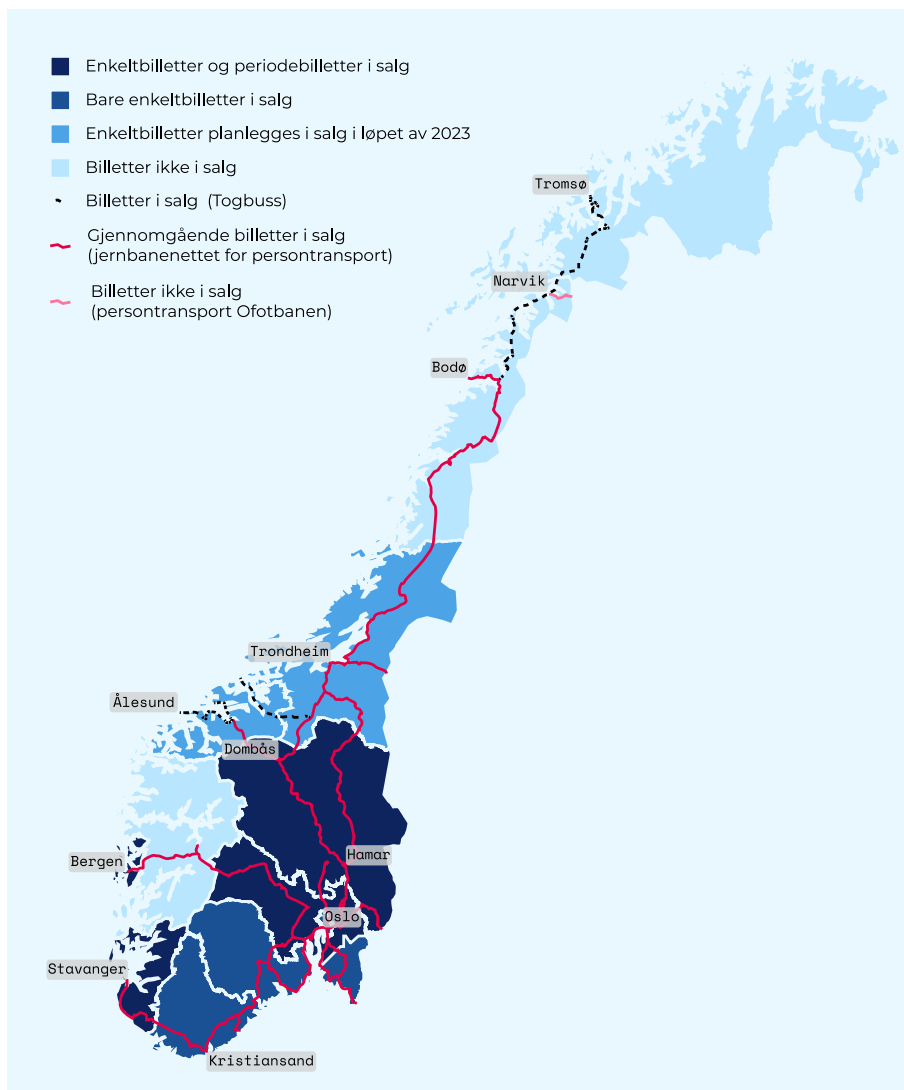 Enkeltbilletter og periodebilletter i salg
Bare enkeltbilletter i salg
Enkeltbilletter planlegges i salg i løpet av 2023
Billetter ikke i salg
Billetter i salg (Togbuss)
Gjennomgående billetter i salg
(jernbanenettet for persontransport)
Billetter ikke i salg
(persontransport Ofotbanen)
Tromsø
Narvik
Bodø
Trondheim
Ålesund
Dombås
Hamar
Bergen
Oslo
Stavanger
Kristiansand